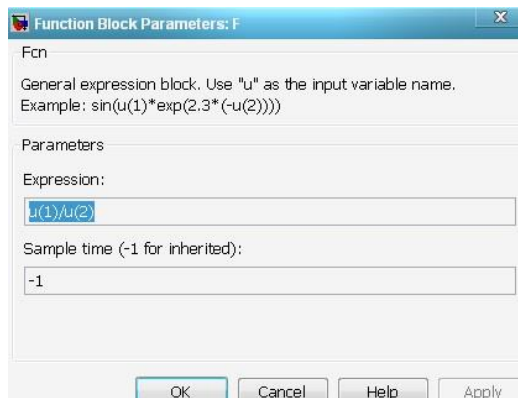 Function Block Parameters: F
Fcn
General expression block. Use "u" as the input variable name.
Example: sin(u(1)*exp(2.3*(-u(2))))
Parameters
Expression:
u(1)/u(2)
Sample time (-1 for inherited):
-1
OK Cancel Help Apply